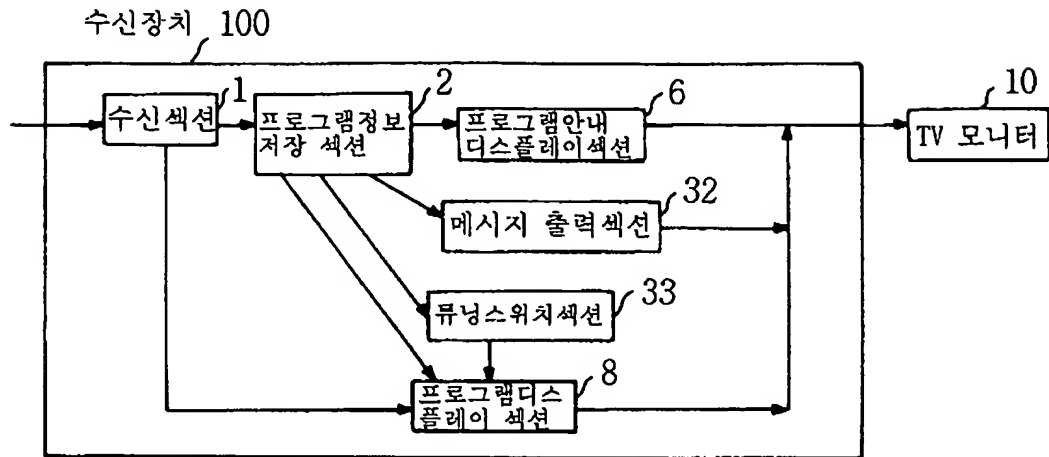 수신장치 100
1
수신섹션
2
프로그램정보
저장 섹션
6
프로그램안내
디스플레이섹션
10
TV 모니터
32
메시지 출력섹션
33
튜닝스위치섹션
8
프로그램디스
플레이 섹션